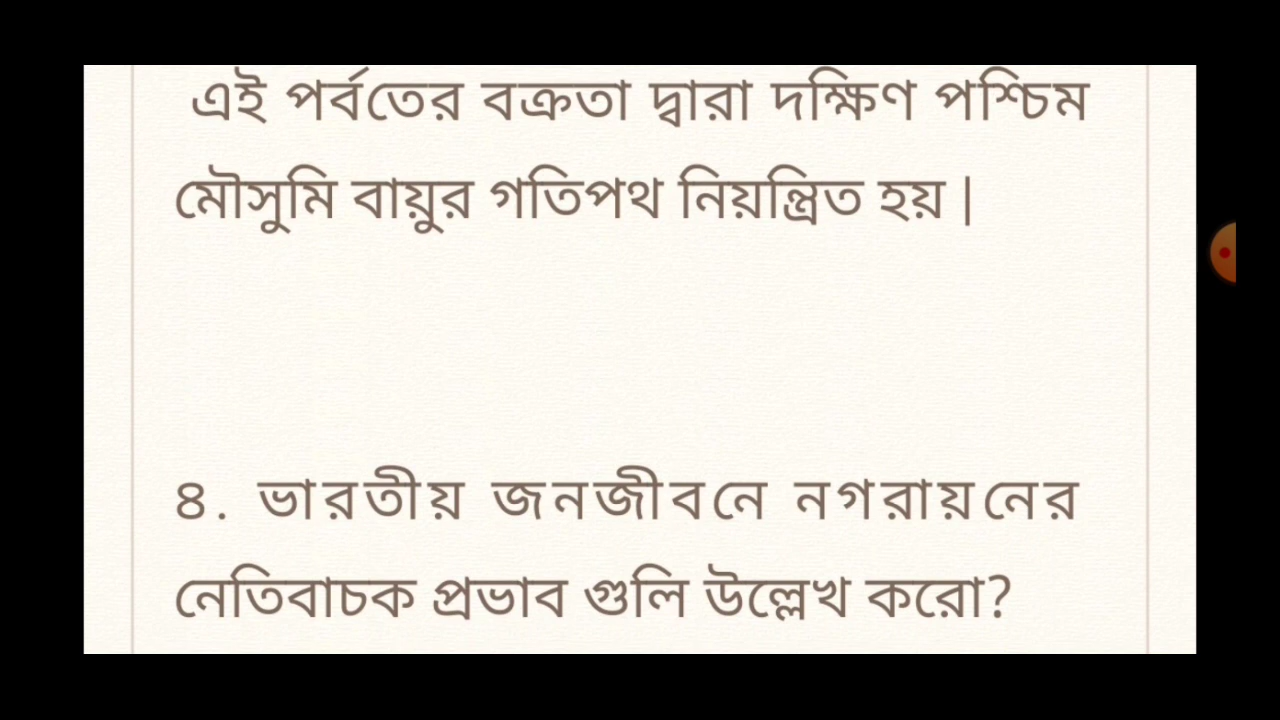 এই পর্বতের বক্রতা দ্বারা দক্ষিণ পশ্চিম
মৌসুমি বায়ুর গতিপথ নিয়ন্ত্রিত হয় |
৪. ভারতীয় জনজীবনে নগরায়নের
নেতিবাচক প্রভাব গুলি উল্লেখ করো?